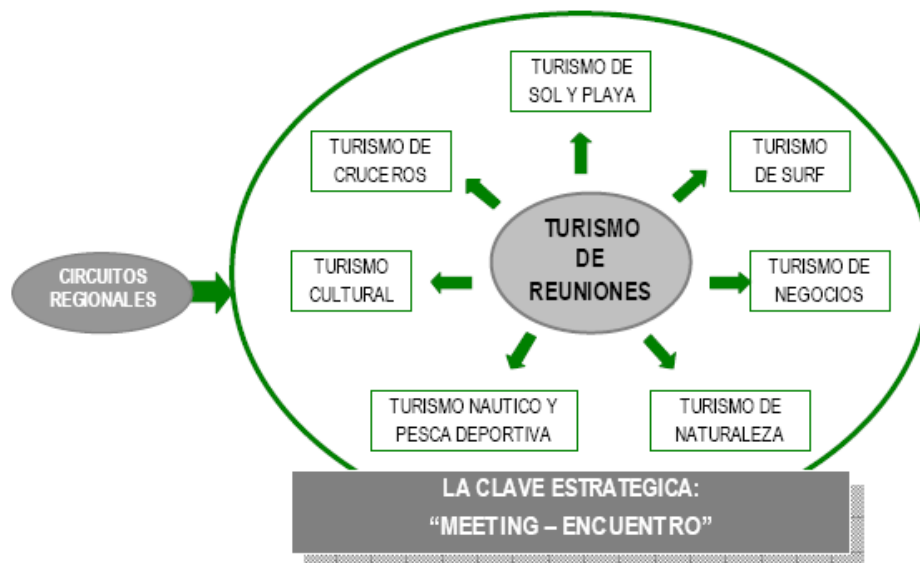 TURISMO DE
SOL Y PLAYA
TURISMO DE
CRUCEROS
TURISMO
DE SURF
TURISMO
DE
REUNIONES
CIRCUITOS
REGIONALES
TURISMO
CULTURAL
TURISMO DE
NEGOCIOS
TURISMO NAUTICO Y
PESCA DEPORTIVA
TURISMO DE
NATURALEZA
LA CLAVE ESTRATEGICA:
“MEETING – ENCUENTRO”